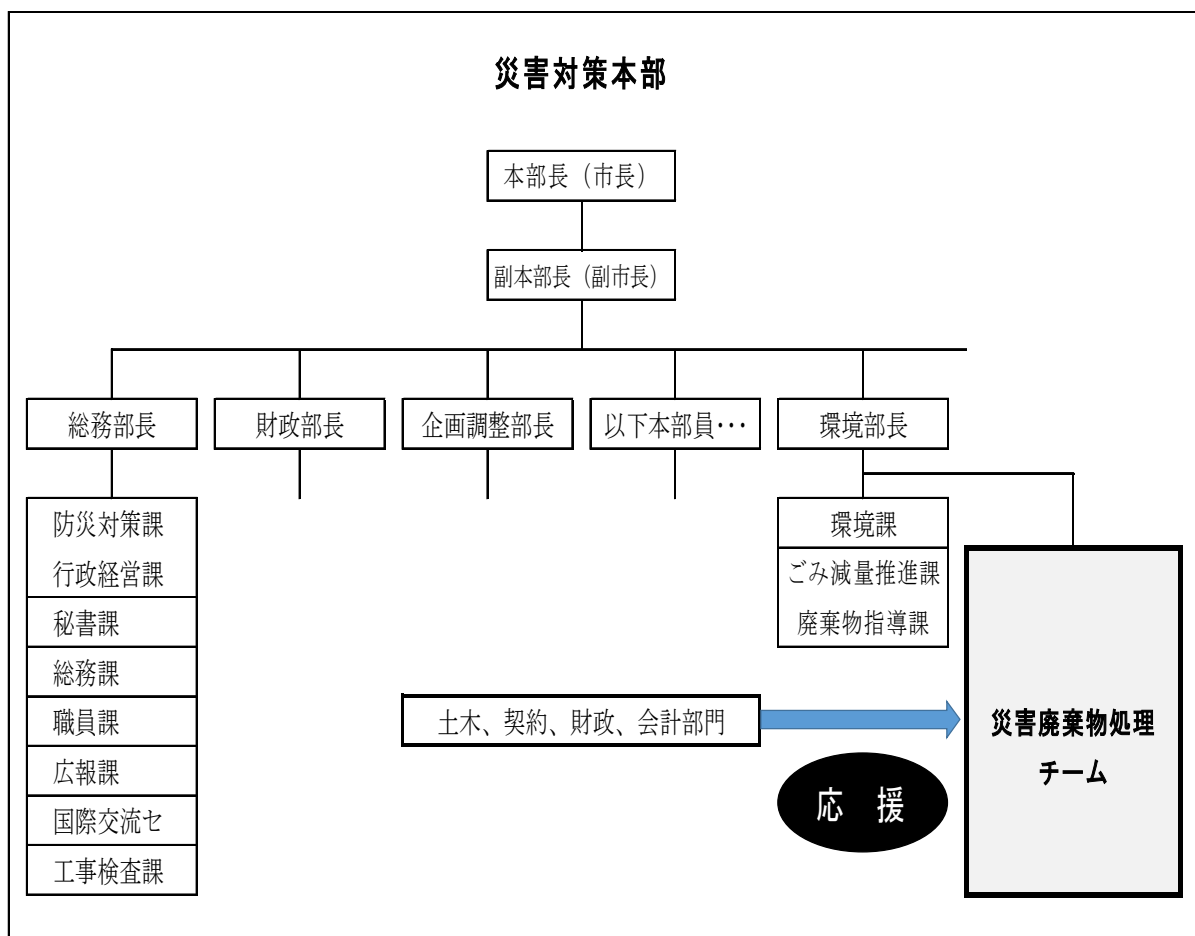 災害対策本部
本部長（市長）
副本部長（副市長）
総務部長
財政部長
企画調整部長
以下本部員･･･
環境部長
防災対策課
行政経営課
秘書課
総務課
職員課
広報課
国際交流セ
工事検査課
環境課
ごみ減量推進課
廃棄物指導課
土木、契約、財政、会計部門
応　援
災害廃棄物処理
チーム